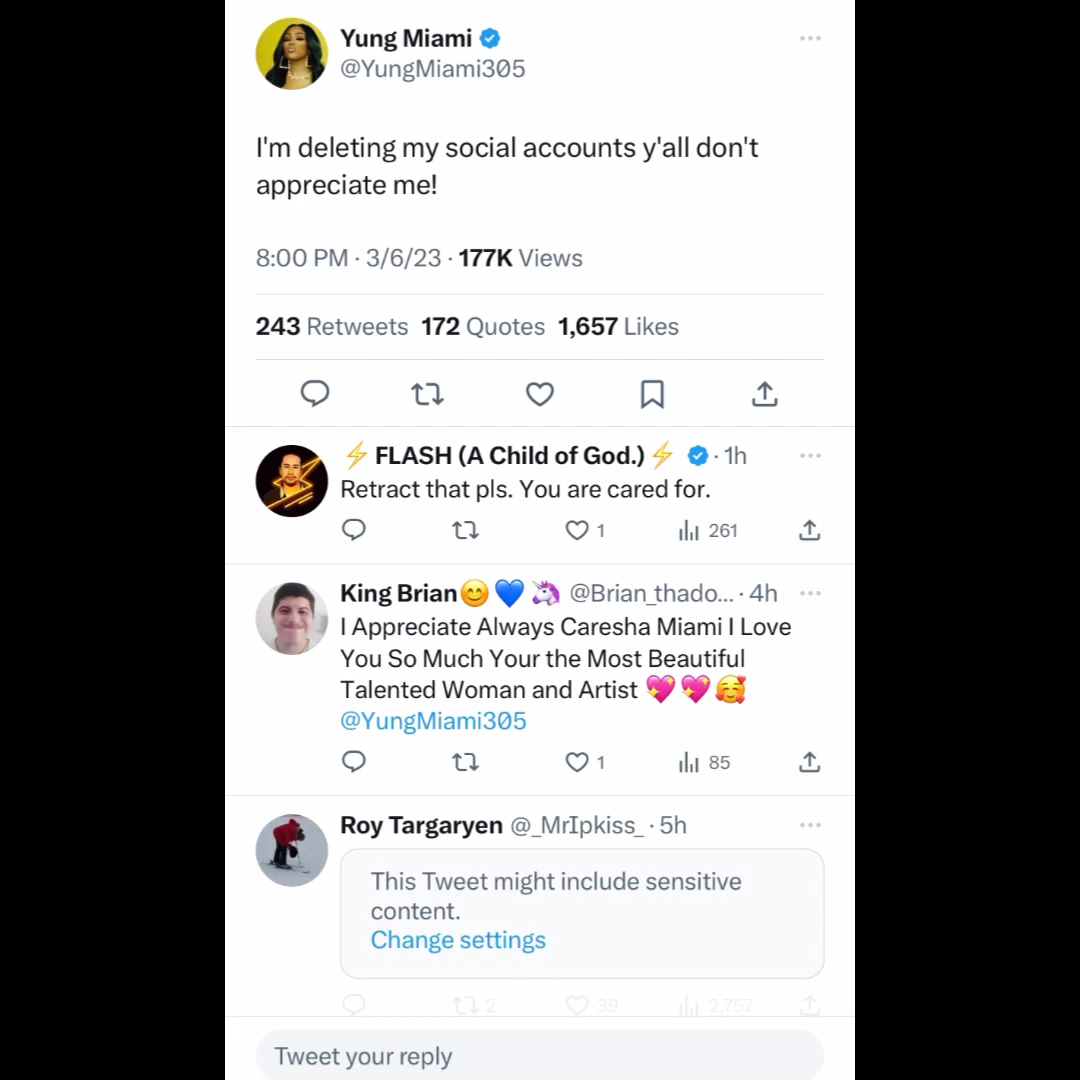 Yung Miami
@YungMiami305
I'm deleting my social accounts y'all don't
appreciate me!
8:00 PM · 3/6/23 · 177K Views
243 Retweets 172 Quotes 1,657 Likes
⚡ FLASH (A Child of God.) ⚡ · 1h
Retract that pls. You are cared for.
1 261
King Brian😊💙🦄 @Brian_thado... · 4h
I Appreciate Always Caresha Miami I Love
You So Much Your the Most Beautiful
Talented Woman and Artist 💖💖🥰
@YungMiami305
1 85
Roy Targaryen @_MrIpkiss_ · 5h
This Tweet might include sensitive
content.
Change settings
2 39 2,757
Tweet your reply